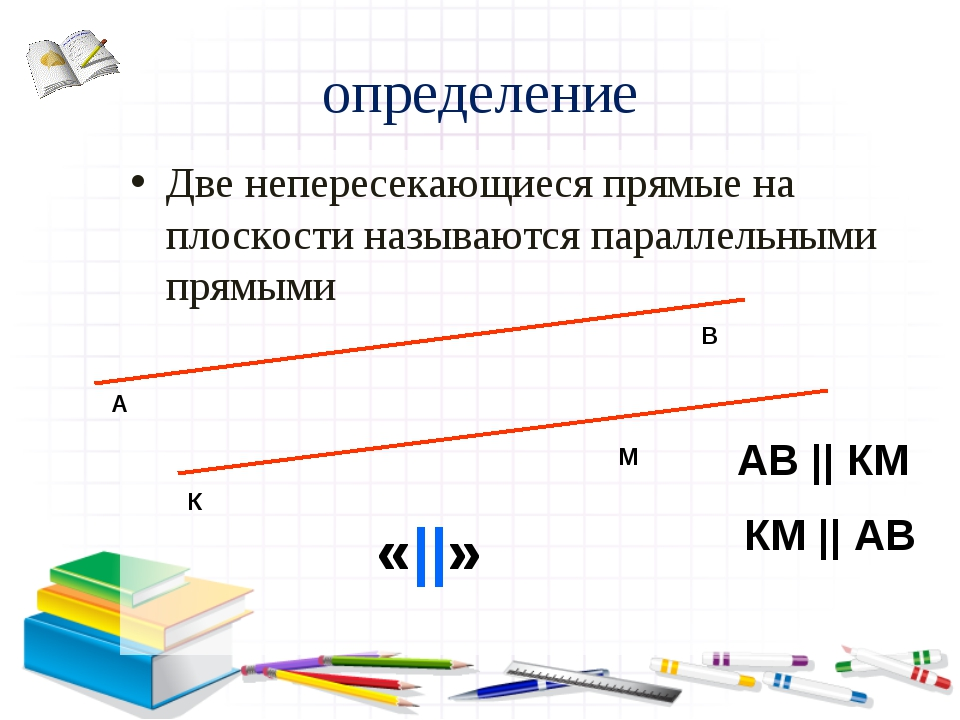 определение
• Две непересекающиеся прямые на
плоскости называются параллельными
прямыми
В
А
М
К
АВ || КМ
КМ || АВ
«||»